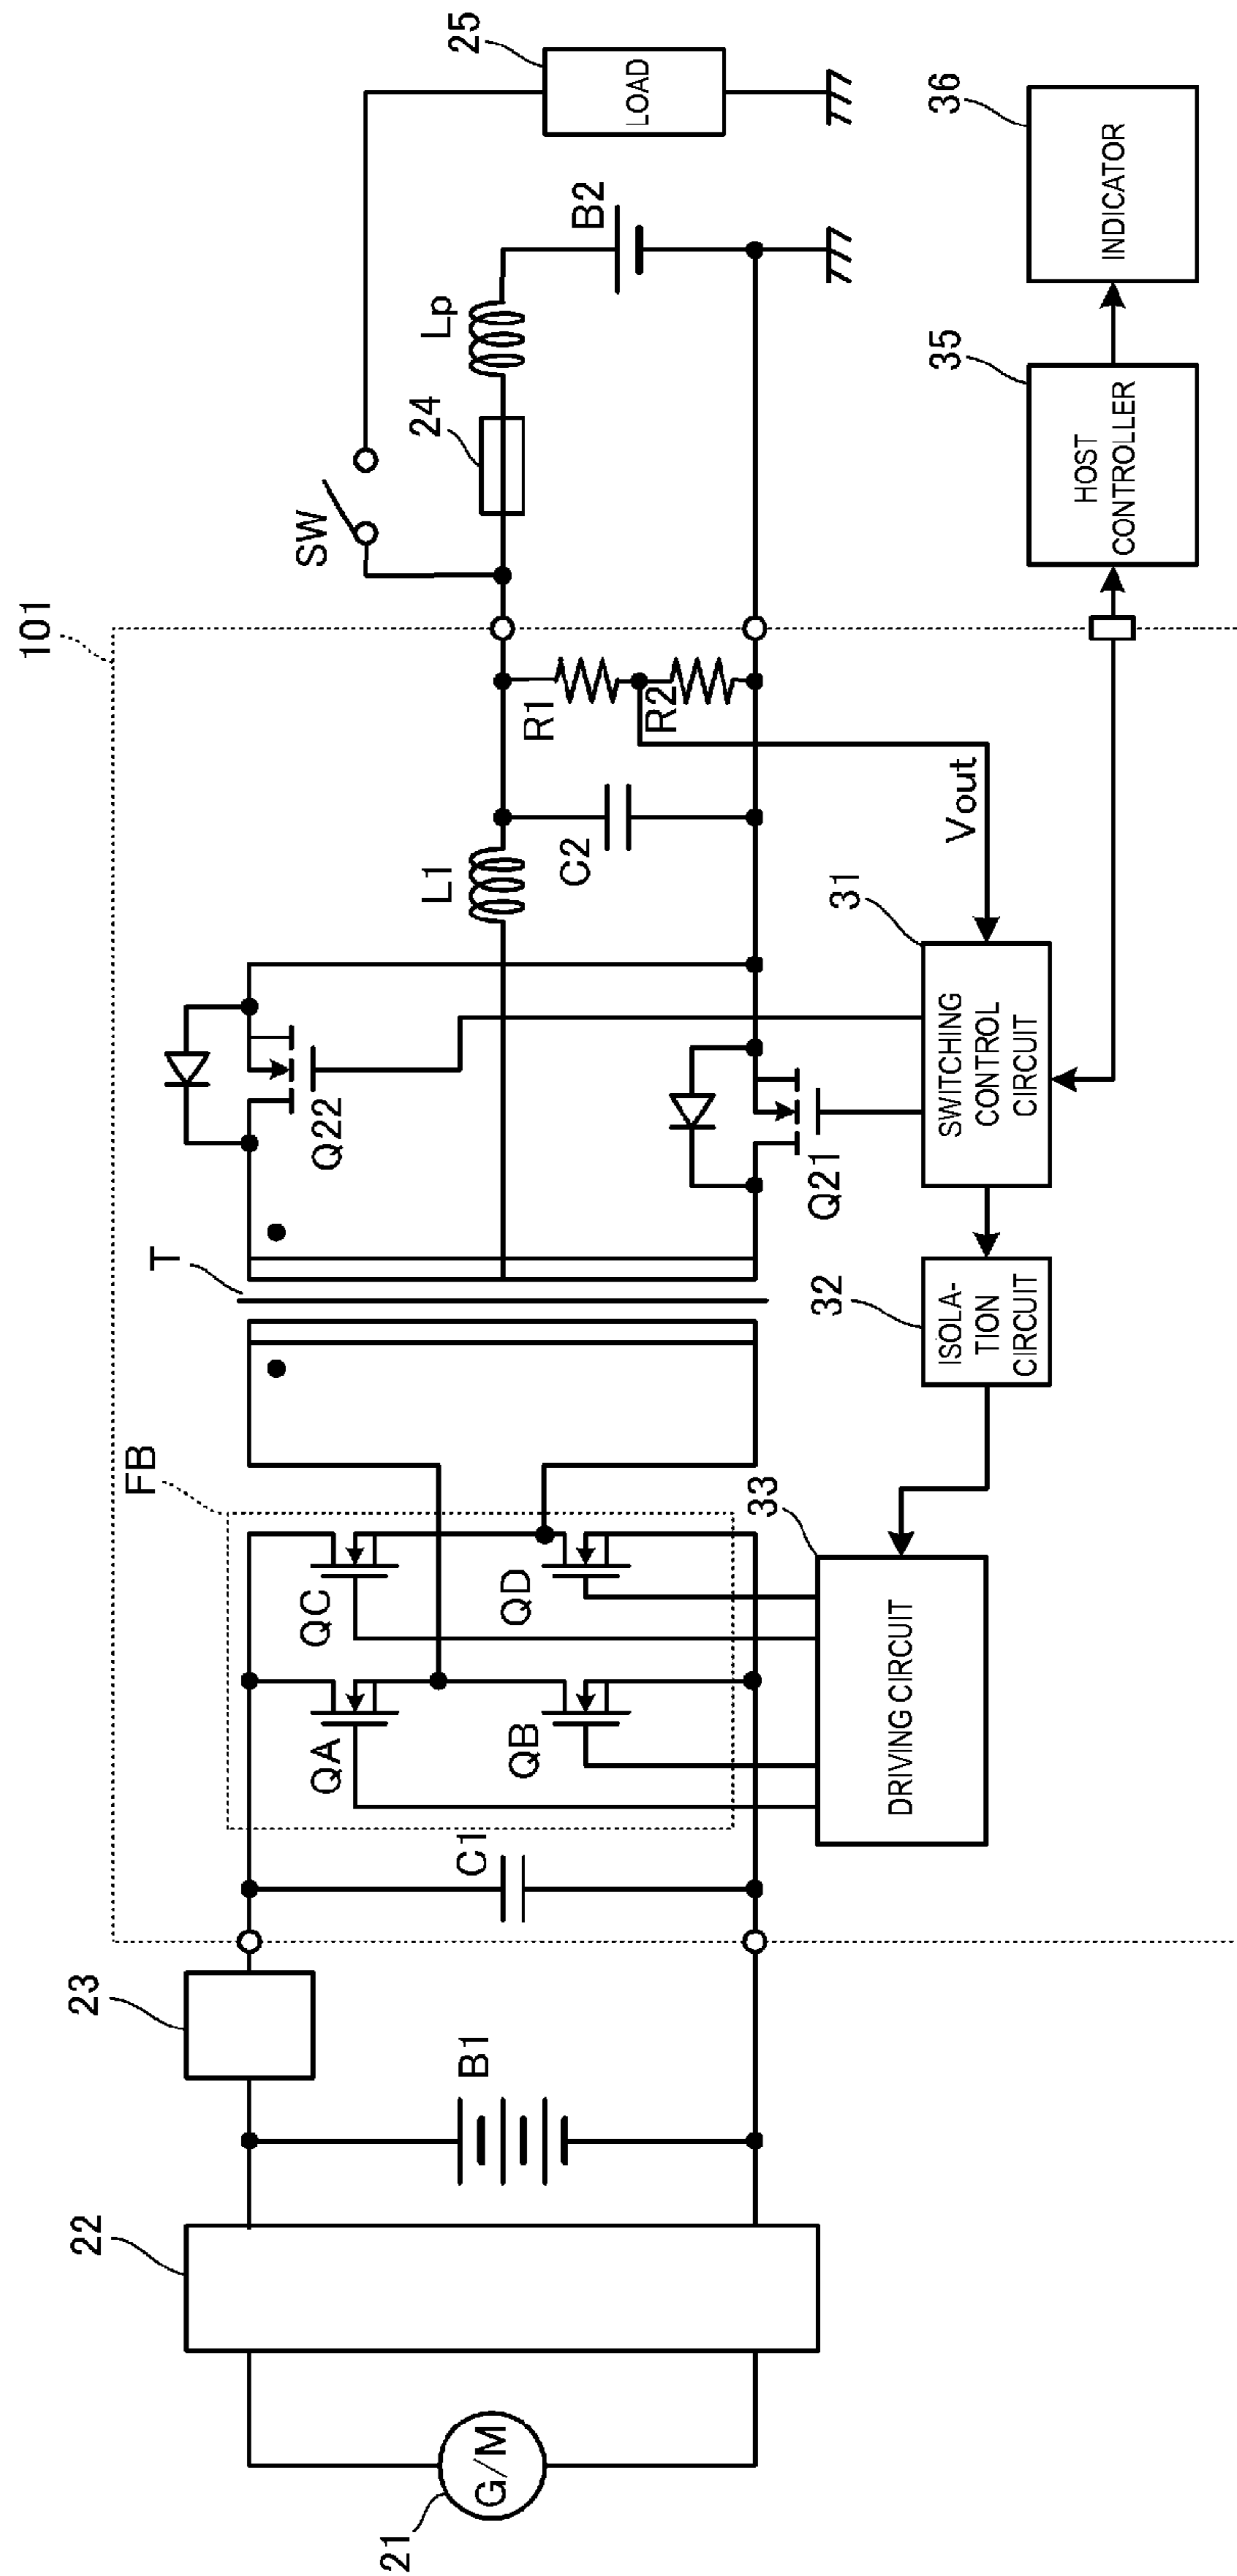 101
FB
T
22
23
SW
25
LOAD
Q22
24
Lp
B2
QA
QC
L1
R1
C1
B1
C2
R2
QB
QD
G/M
21
Q21
Vout
36
INDICATOR
35
HOST
CONTROLLER
33
32
31
DRIVING CIRCUIT
ISOLA-
TION
CIRCUIT
SWITCHING
CONTROL
CIRCUIT